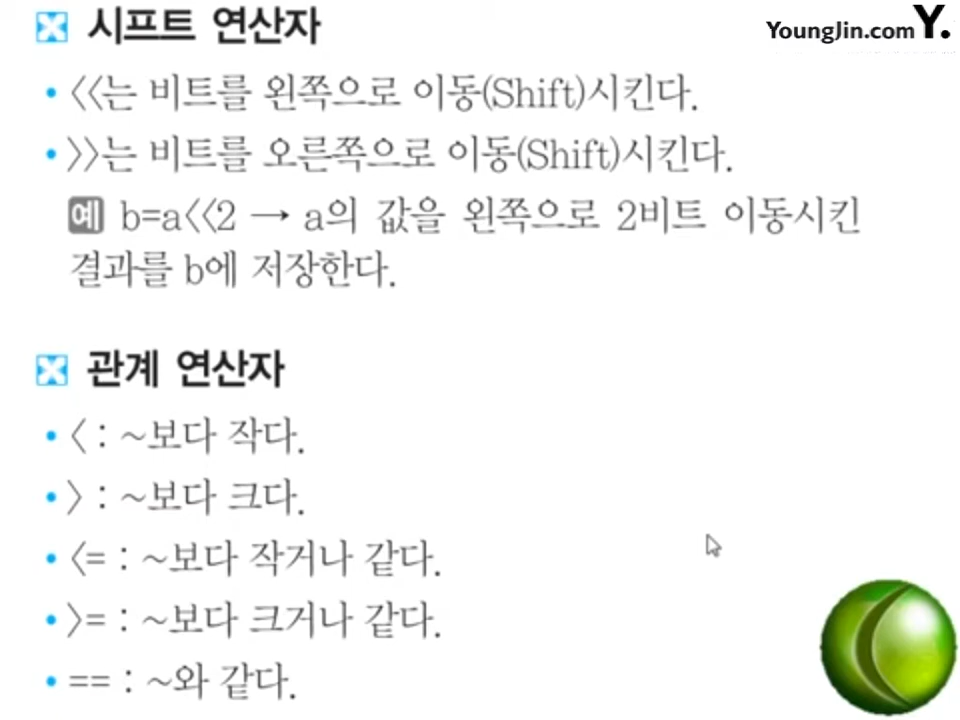 시프트 연산자
YoungJin.com Y.
• 〈〈는 비트를 왼쪽으로 이동(Shift)시킨다.
• 〉〉는 비트를 오른쪽으로 이동(Shift)시킨다.
예 b=a〈〈2 → a의 값을 왼쪽으로 2비트 이동시킨
결과를 b에 저장한다.
관계 연산자
• 〈 : ~보다 작다.
• 〉 : ~보다 크다.
• 〈= : ~보다 작거나 같다.
• 〉= : ~보다 크거나 같다.
• == : ~와 같다.